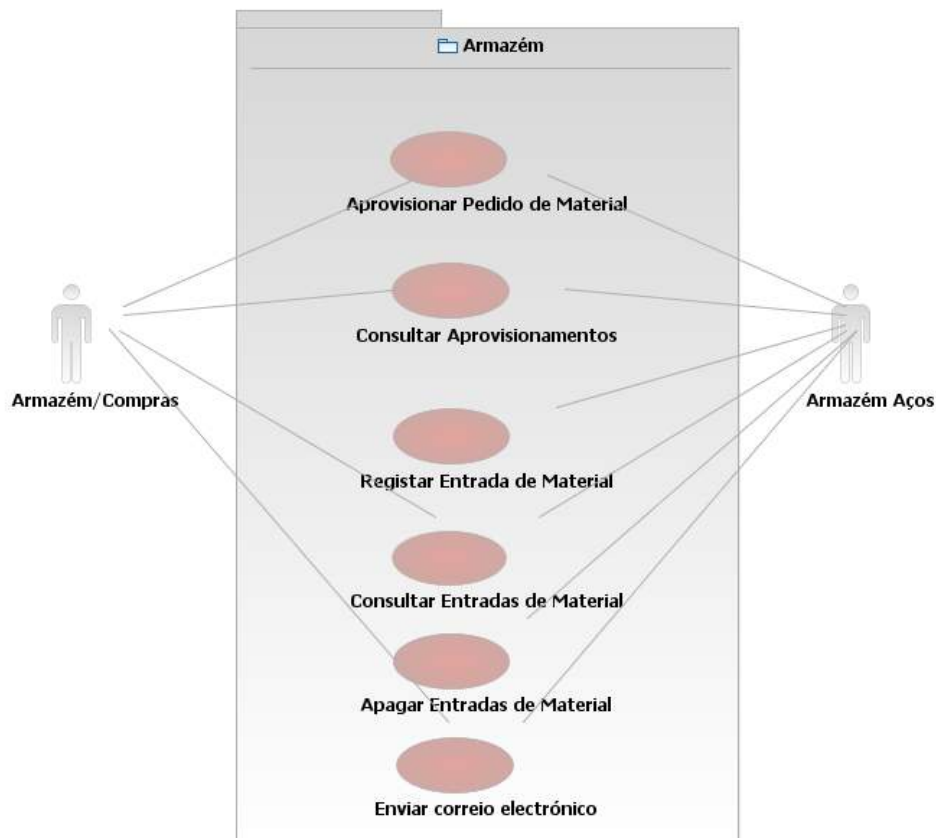 Armazém
Aprovisionar Pedido de Material
Consultar Aprovisionamentos
Armazém/Compras
Armazém Aços
Registar Entrada de Material
Consultar Entradas de Material
Apagar Entradas de Material
Enviar correio electrónico